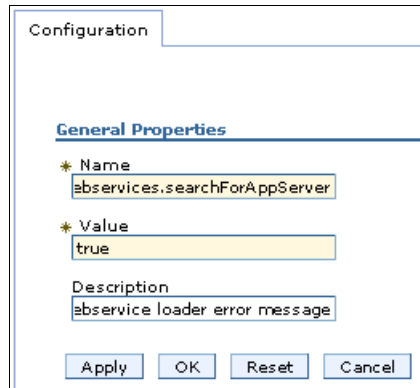 Configuration
General Properties
* Name
ebservices.searchForAppServer
* Value
true
Description
ebservice loader error message
Apply OK Reset Cancel